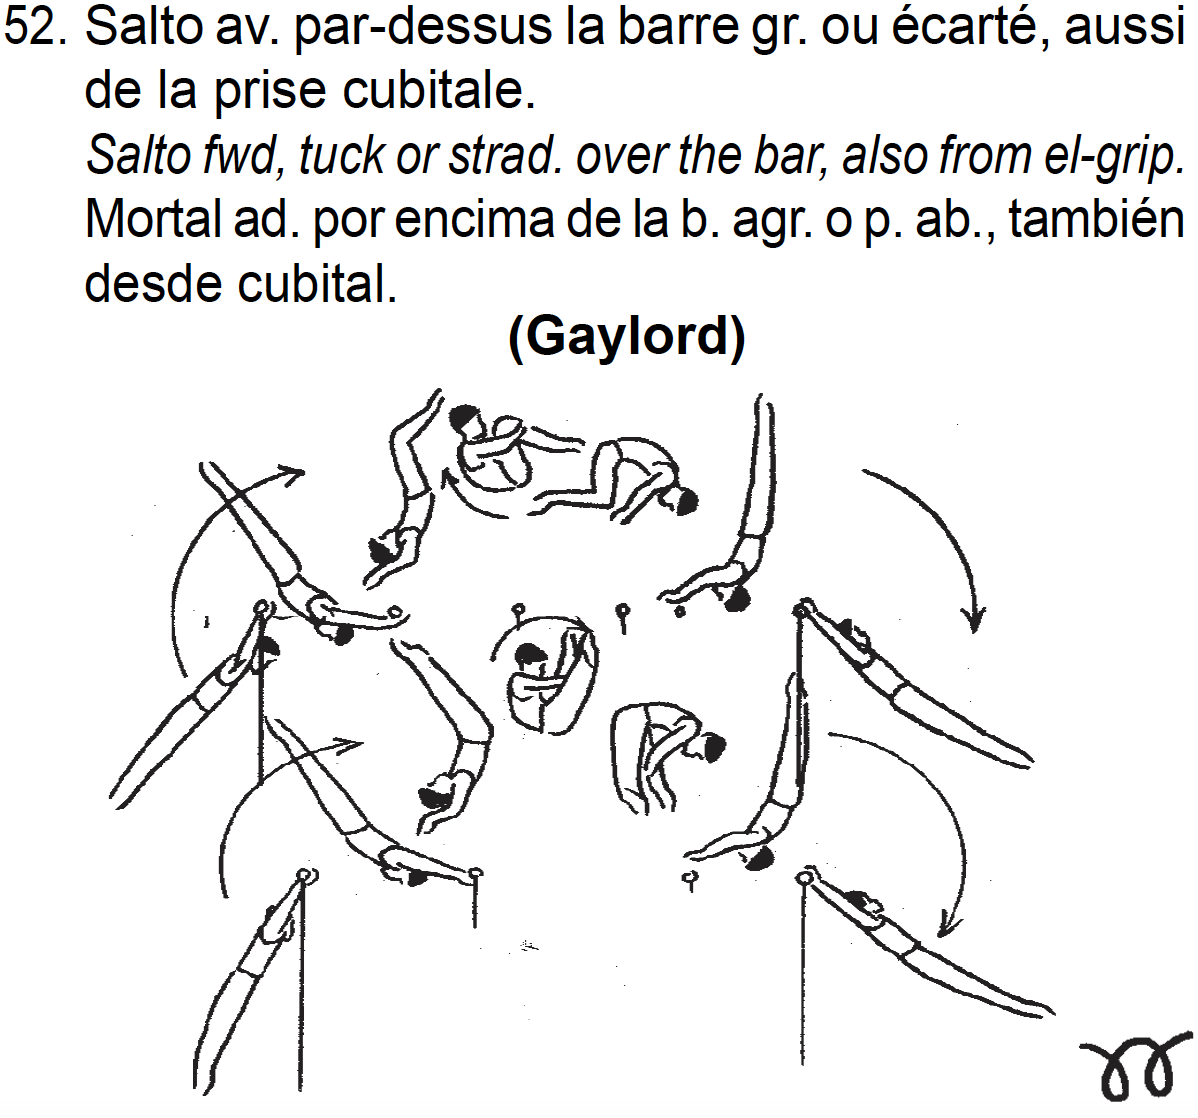 52. Salto av. par-dessus la barre gr. ou écarté, aussi
de la prise cubitale.
Salto fwd, tuck or strad. over the bar, also from el-grip.
Mortal ad. por encima de la b. agr. o p. ab., también
desde cubital.
(Gaylord)